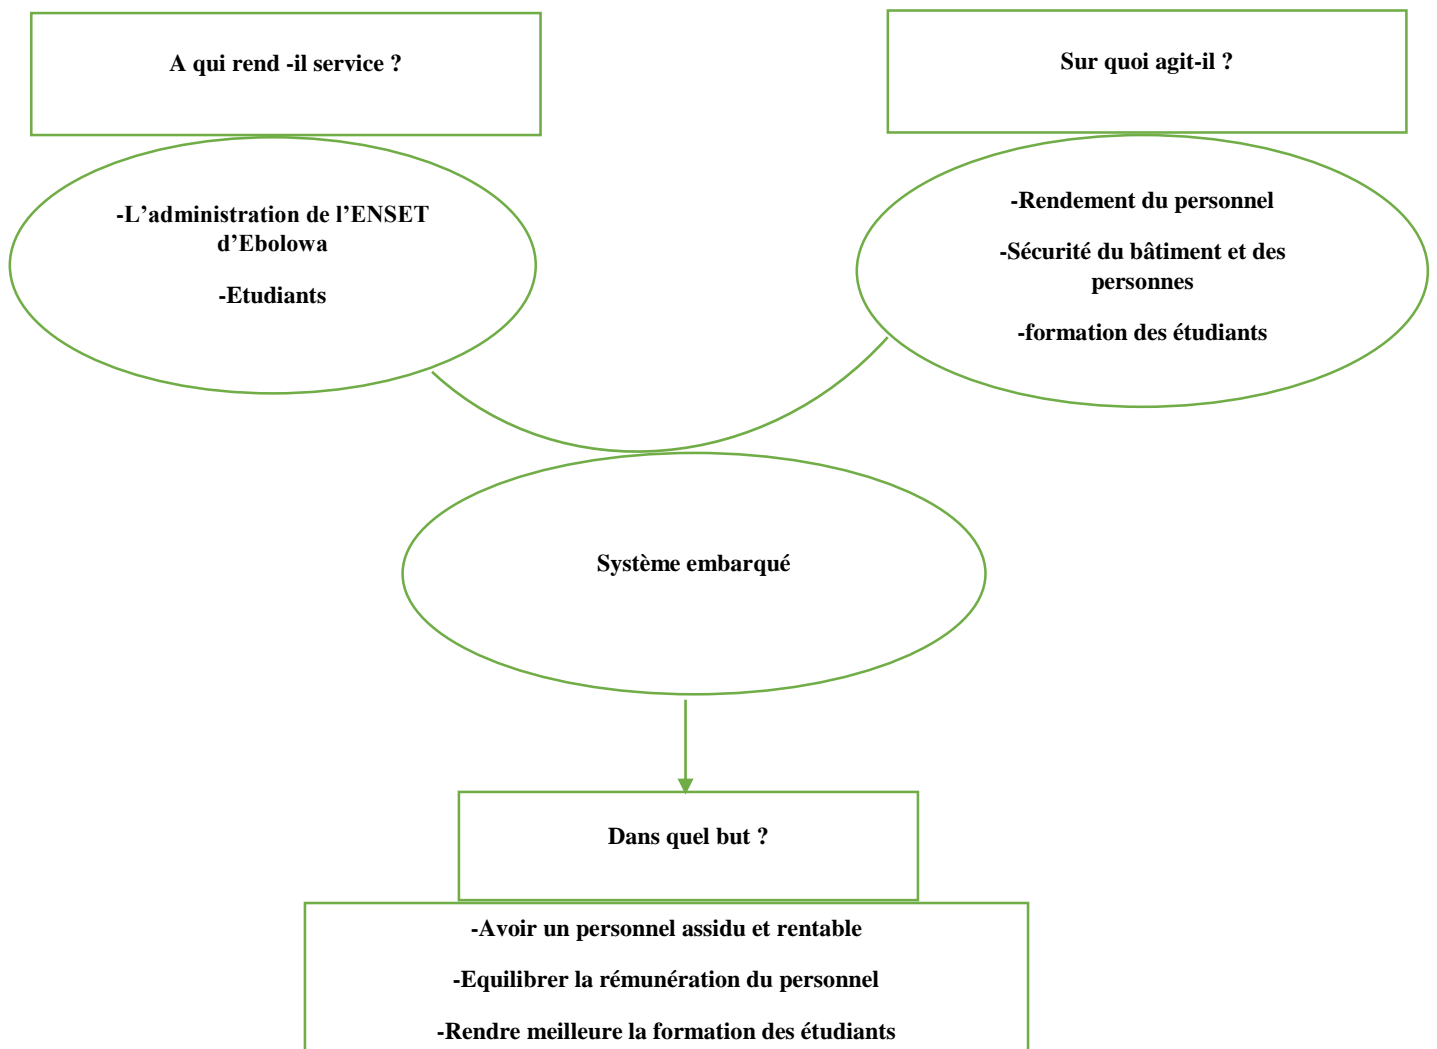 A qui rend -il service ?
-L’administration de l’ENSET
d’Ebolowa
-Etudiants
Sur quoi agit-il ?
-Rendement du personnel
-Sécurité du bâtiment et des
personnes
-formation des étudiants
Système embarqué
Dans quel but ?
-Avoir un personnel assidu et rentable
-Equilibrer la rémunération du personnel
-Rendre meilleure la formation des étudiants